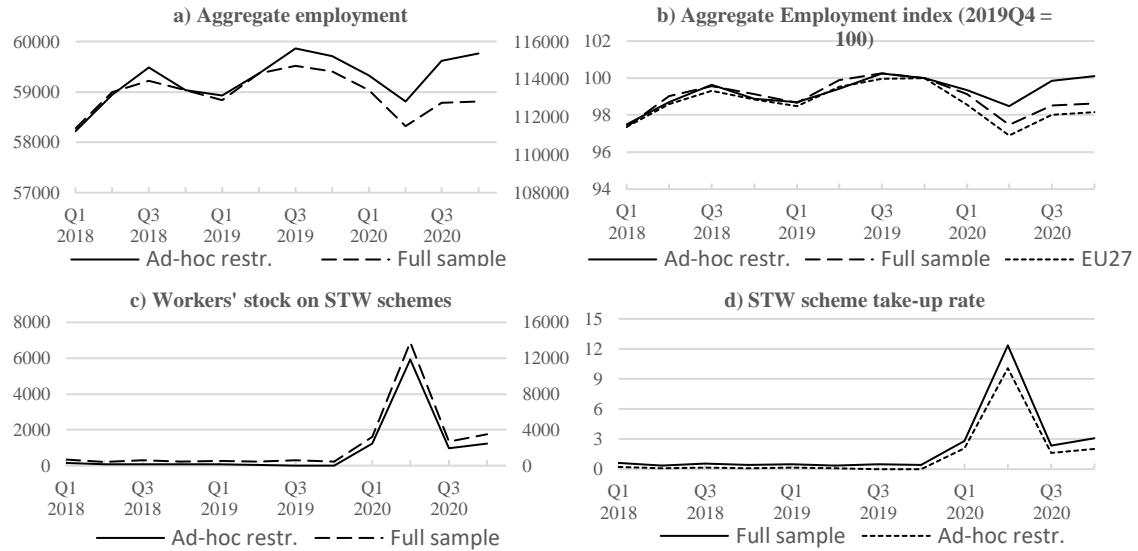 a) Aggregate employment
60000
59000
58000
57000
116000
114000
112000
110000
108000
Q1 Q3 Q1 Q3 Q1 Q3
2018 2018 2019 2019 2020 2020
Ad-hoc restr. Full sample
b) Aggregate Employment index (2019Q4 =
100)
102
100
98
96
94
Q1 Q3 Q1 Q3 Q1 Q3
2018 2018 2019 2019 2020 2020
Ad-hoc restr. Full sample EU27
c) Workers' stock on STW schemes
8000
6000
4000
2000
0
16000
12000
8000
4000
0
Q1 Q3 Q1 Q3 Q1 Q3
2018 2018 2019 2019 2020 2020
Ad-hoc restr. Full sample
d) STW scheme take-up rate
15
12
9
6
3
0
Q1 Q3 Q1 Q3 Q1 Q3
2018 2018 2019 2019 2020 2020
Full sample Ad-hoc restr.